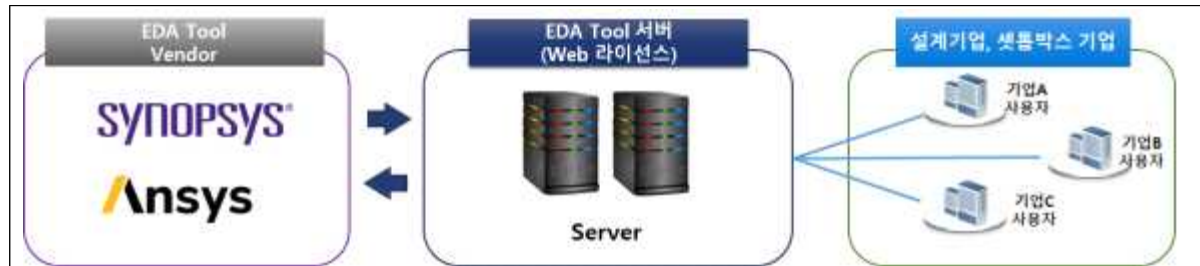 EDA Tool
Vendor
SYNOPSYS®
Ansys
EDA Tool 서버
(Web 라이선스)
Server
설계기업, 셋톱박스 기업
기업A
사용자
기업B
사용자
기업C
사용자